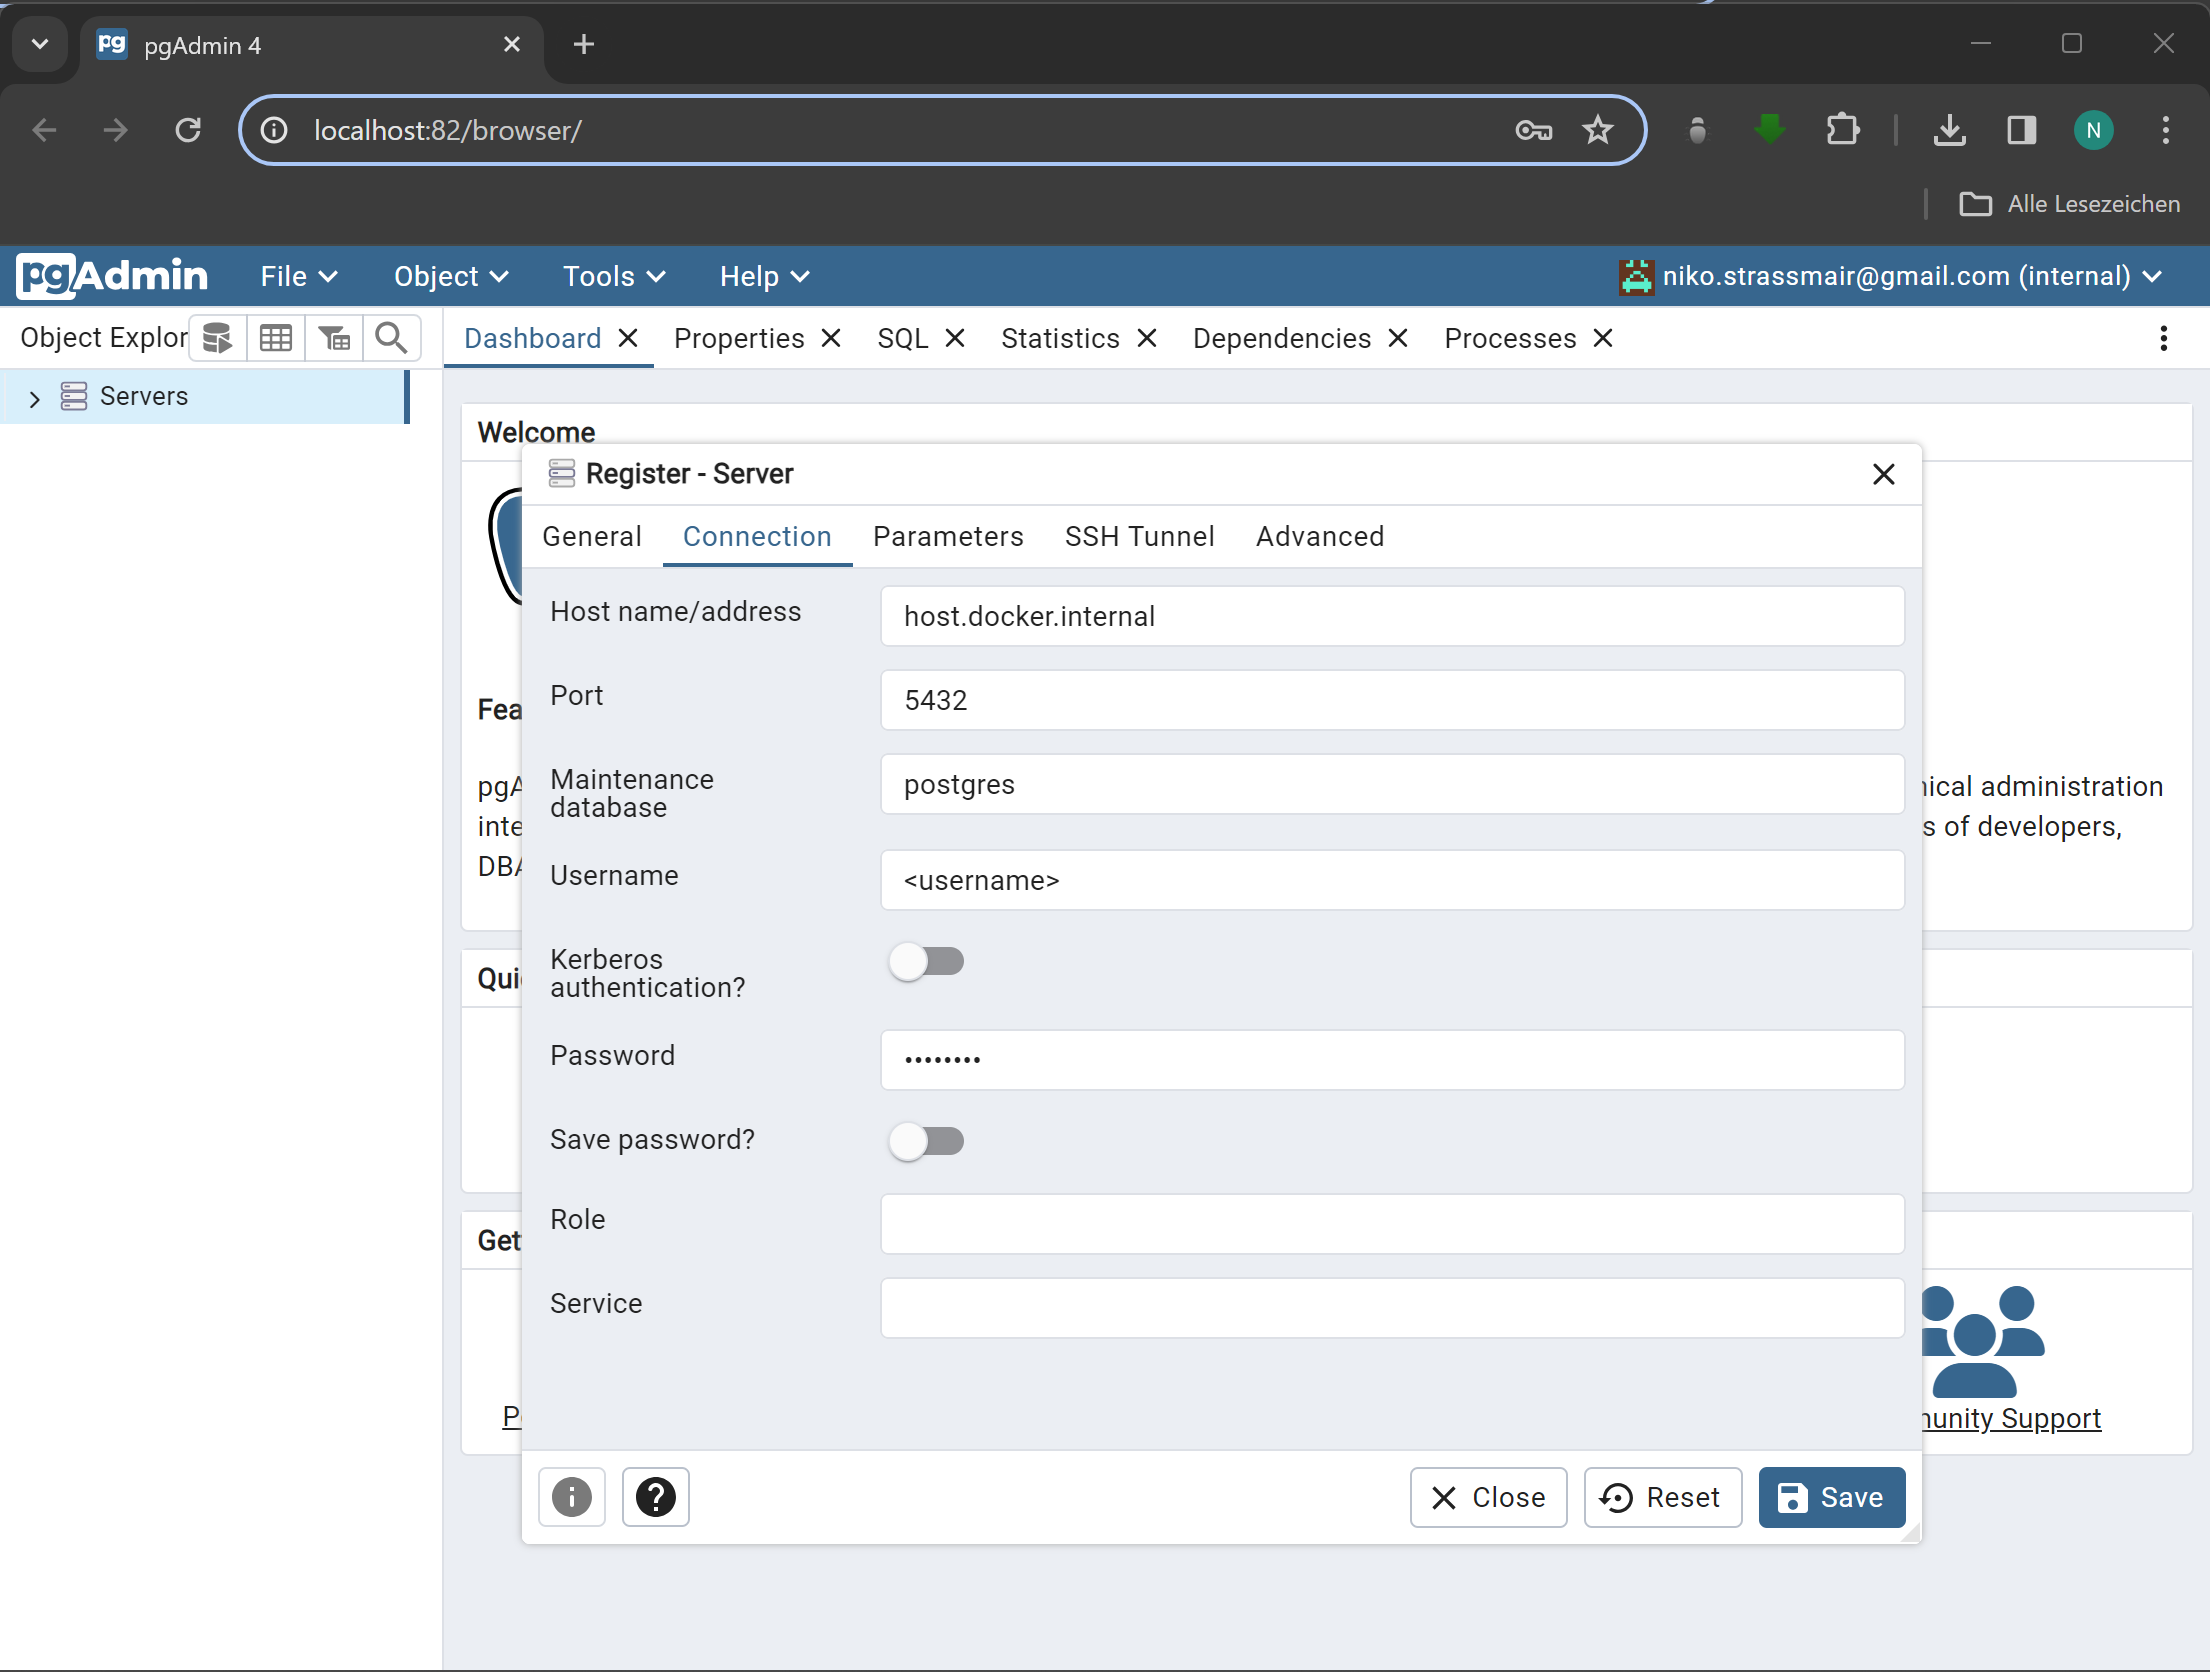 pgAdmin 4
localhost:82/browser/
N
Alle Lesezeichen
pgAdmin File Object Tools Help niko.strassmair@gmail.com (internal)
Object Explor Dashboard Properties SQL Statistics Dependencies Processes
Servers
Welcome
Register - Server
General Connection Parameters SSH Tunnel Advanced
Host name/address host.docker.internal
Port 5432
Fea
Maintenance
database
postgres
pgA
nical administration
inte
s of developers,
DBA
Username <username>
Kerberos
authentication?
Qui
Password ••••••••
Save password?
Role
Get
Service
P
nunity Support
Close Reset Save